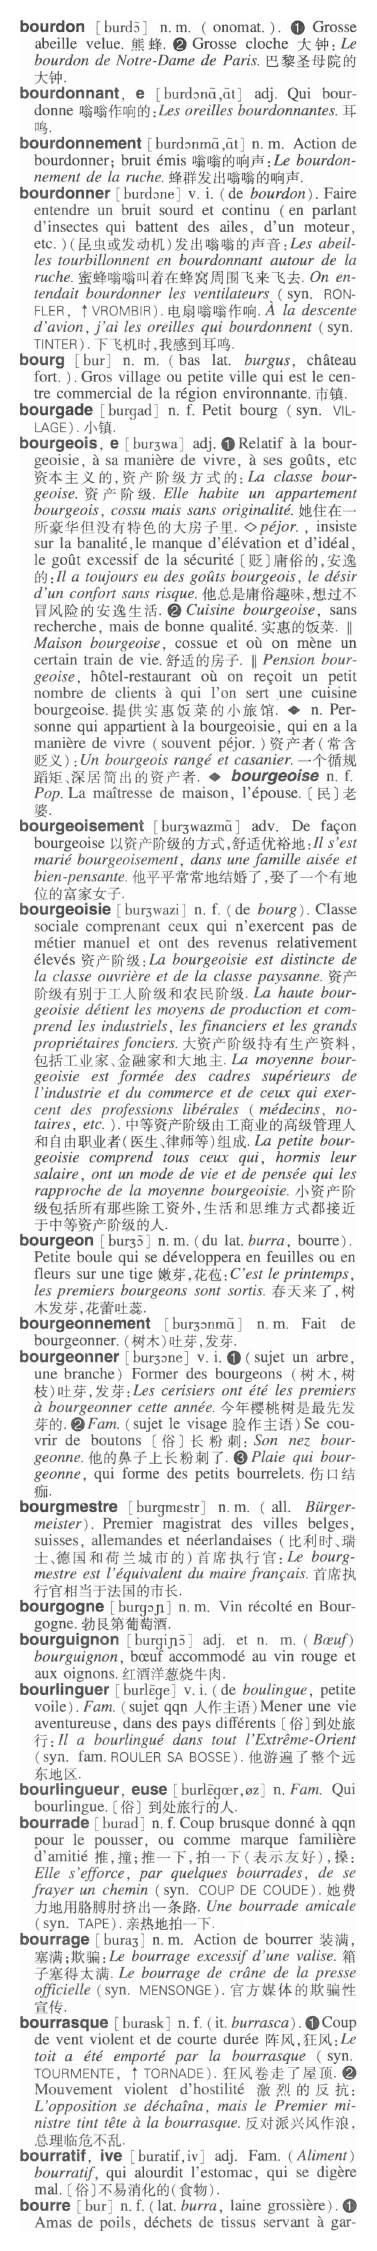 bourdon [burdɔ̃] n. m. ( onomat. ). ❶ Grosse
abeille velue. 熊蜂. ❷ Grosse cloche 大钟: Le
bourdon de Notre-Dame de Paris. 巴黎圣母院的
大钟.
bourdonnant, e [burdɔnɑ̃,ɑ̃t] adj. Qui bour-
donne 嗡嗡作响的: Les oreilles bourdonnantes. 耳
鸣.
bourdonnement [burdɔnmɑ̃,ɑ̃t] n. m. Action de
bourdonner; bruit émis 嗡嗡的响声: Le bourdon-
nement de la ruche. 蜂群发出嗡嗡的响声.
bourdonner [burdɔne] v. i. (de bourdon). Faire
entendre un bruit sourd et continu (en parlant
d'insectes qui battent des ailes, d'un moteur,
etc. ) (昆虫或发动机)发出嗡嗡的声音: Les abeil-
les tourbillonnent en bourdonnant autour de la
ruche. 蜜蜂嗡嗡叫着在蜂窝周围飞来飞去. On en-
tendait bourdonner les ventilateurs (syn. RON-
FLER, ↑ VROMBIR). 电扇嗡嗡作响. À la descente
d'avion, j'ai les oreilles qui bourdonnent (syn.
TINTER). 下飞机时,我感到耳鸣.
bourg [bur] n. m. (bas lat. burgus, château
fort. ). Gros village ou petite ville qui est le cen-
tre commercial de la région environnante. 市镇.
bourgade [burgad] n. f. Petit bourg (syn. VIL-
LAGE). 小镇.
bourgeois, e [burʒwa] adj. ❶ Relatif à la bour-
geoisie, à sa manière de vivre, à ses goûts, etc
资本主义的,资产阶级方式的: La classe bour-
geoise. 资产阶级. Elle habite un appartement
bourgeois, cossu mais sans originalité. 她住在一
所豪华但没有特色的大房子里. ◇ péjor. , insiste
sur la banalité,le manque d'élévation et d'idéal,
le goût excessif de la sécurité [贬]庸俗的,安逸
的: Il a toujours eu des goûts bourgeois, le désir
d'un confort sans risque. 他总是庸俗趣味,想过不
冒风险的安逸生活. ❷ Cuisine bourgeoise, sans
recherche, mais de bonne qualité. 实惠的饭菜. ‖
Maison bourgeoise, cossue et où on mène un
certain train de vie. 舒适的房子. ‖ Pension bour-
geoise, hôtel-restaurant où on reçoit un petit
nombre de clients à qui l'on sert une cuisine
bourgeoise. 提供实惠饭菜的小旅馆. ◆ n. Per-
sonne qui appartient à la bourgeoisie, qui en a la
manière de vivre (souvent péjor. )资产者(常含
贬义): Un bourgeois rangé et casanier. 一个循规
蹈矩、深居简出的资产者. ◆ bourgeoise n. f.
Pop. La maîtresse de maison, l'épouse. [民]老
婆.
bourgeoisement [burʒwazmɑ̃] adv. De façon
bourgeoise 以资产阶级的方式,舒适优裕地: Il s'est
marié bourgeoisement, dans une famille aisée et
bien-pensante. 他平平常常地结婚了,娶了一个有地
位的富家女子.
bourgeoisie [burʒwazi] n. f. (de bourg). Classe
sociale comprenant ceux qui n'exercent pas de
métier manuel et ont des revenus relativement
élevés 资产阶级: La bourgeoisie est distincte de
la classe ouvrière et de la classe paysanne. 资产
阶级有别于工人阶级和农民阶级. La haute bour-
geoisie détient les moyens de production et com-
prend les industriels, les financiers et les grands
propriétaires fonciers. 大资产阶级持有生产资料,
包括工业家、金融家和大地主. La moyenne bour-
geoisie est formée des cadres supérieurs de
l'industrie et du commerce et de ceux qui exer-
cent des professions libérales (médecins, no-
taires, etc. ). 中等资产阶级由工商业的高级管理人
和自由职业者(医生、律师等)组成. La petite bour-
geoisie comprend tous ceux qui, hormis leur
salaire, ont un mode de vie et de pensée qui les
rapproche de la moyenne bourgeoisie. 小资产阶
级包括所有那些除工资外,生活和思维方式都接近
于中等资产阶级的人.
bourgeon [burʒɔ̃] n. m. (du lat. burra, bourre).
Petite boule qui se développera en feuilles ou en
fleurs sur une tige 嫩芽,花苞: C'est le printemps,
les premiers bourgeons sont sortis. 春天来了,树
木发芽,花蕾吐蕊.
bourgeonnement [burʒɔnmɑ̃] n. m. Fait de
bourgeonner. (树木)吐芽,发芽.
bourgeonner [burʒɔne] v. i. ❶ (sujet un arbre,
une branche) Former des bourgeons (树木,树
枝)吐芽,发芽: Les cerisiers ont été les premiers
à bourgeonner cette année. 今年樱桃树是最先发
芽的. ❷ Fam. (sujet le visage 脸作主语) Se cou-
vrir de boutons [俗]长粉刺: Son nez bour-
geonne. 他的鼻子上长粉刺了. ❸ Plaie qui bour-
geonne, qui forme des petits bourrelets. 伤口结
痂.
bourgmestre [burgmɛstr] n. m. ( all. Bürger-
meister). Premier magistrat des villes belges,
suisses, allemandes et néerlandaises (比利时、瑞
士、德国和荷兰城市的)首席执行官: Le bourg-
mestre est l'équivalent du maire français. 首席执
行官相当于法国的市长.
bourgogne [burgɔɲ] n. m. Vin récolté en Bour-
gogne. 勃艮第葡萄酒.
bourguignon [burgiɲɔ̃] adj. et n. m. (Bœuf)
bourguignon, bœuf accommodé au vin rouge et
aux oignons. 红酒洋葱烧牛肉.
bourlinguer [burlɛ̃ge] v. i. (de boulingue, petite
voile). Fam. (sujet qqn 人作主语)Mener une vie
aventureuse, dans des pays différents [俗]到处旅
行: Il a bourlingué dans tout l'Extrême-Orient
(syn. fam. ROULER SA BOSSE). 他游遍了整个远
东地区.
bourlingueur, euse [burlɛ̃gœr,øz] n. Fam. Qui
bourlingue. [俗] 到处旅行的人.
bourrade [burad] n. f. Coup brusque donné à qqn
pour le pousser, ou comme marque familière
d'amitié 推,撞;推一下,拍一下(表示友好),搡:
Elle s'efforce, par quelques bourrades, de se
frayer un chemin (syn. COUP DE COUDE). 她费
力地用胳膊肘挤出一条路. Une bourrade amicale
(syn. TAPE). 亲热地拍一下.
bourrage [buraʒ] n. m. Action de bourrer 装满,
塞满;欺骗: Le bourrage excessif d'une valise. 箱
子塞得太满. Le bourrage de crâne de la presse
officielle (syn. MENSONGE). 官方媒体的欺骗性
宣传.
bourrasque [burask] n. f. (it. burrasca). ❶ Coup
de vent violent et de courte durée 阵风,狂风: Le
toit a été emporté par la bourrasque (syn.
TOURMENTE, ↑ TORNADE). 狂风卷走了屋顶. ❷
Mouvement violent d'hostilité 激烈的反抗:
L'opposition se déchaîna, mais le Premier mi-
nistre tint tête à la bourrasque. 反对派兴风作浪,
总理临危不乱.
bourratif, ive [buratif,iv] adj. Fam. (Aliment)
bourratif, qui alourdit l'estomac, qui se digère
mal. [俗]不易消化的(食物).
bourre [bur] n. f. (lat. burra, laine grossière). ❶
Amas de poils, déchets de tissus servant à gar-